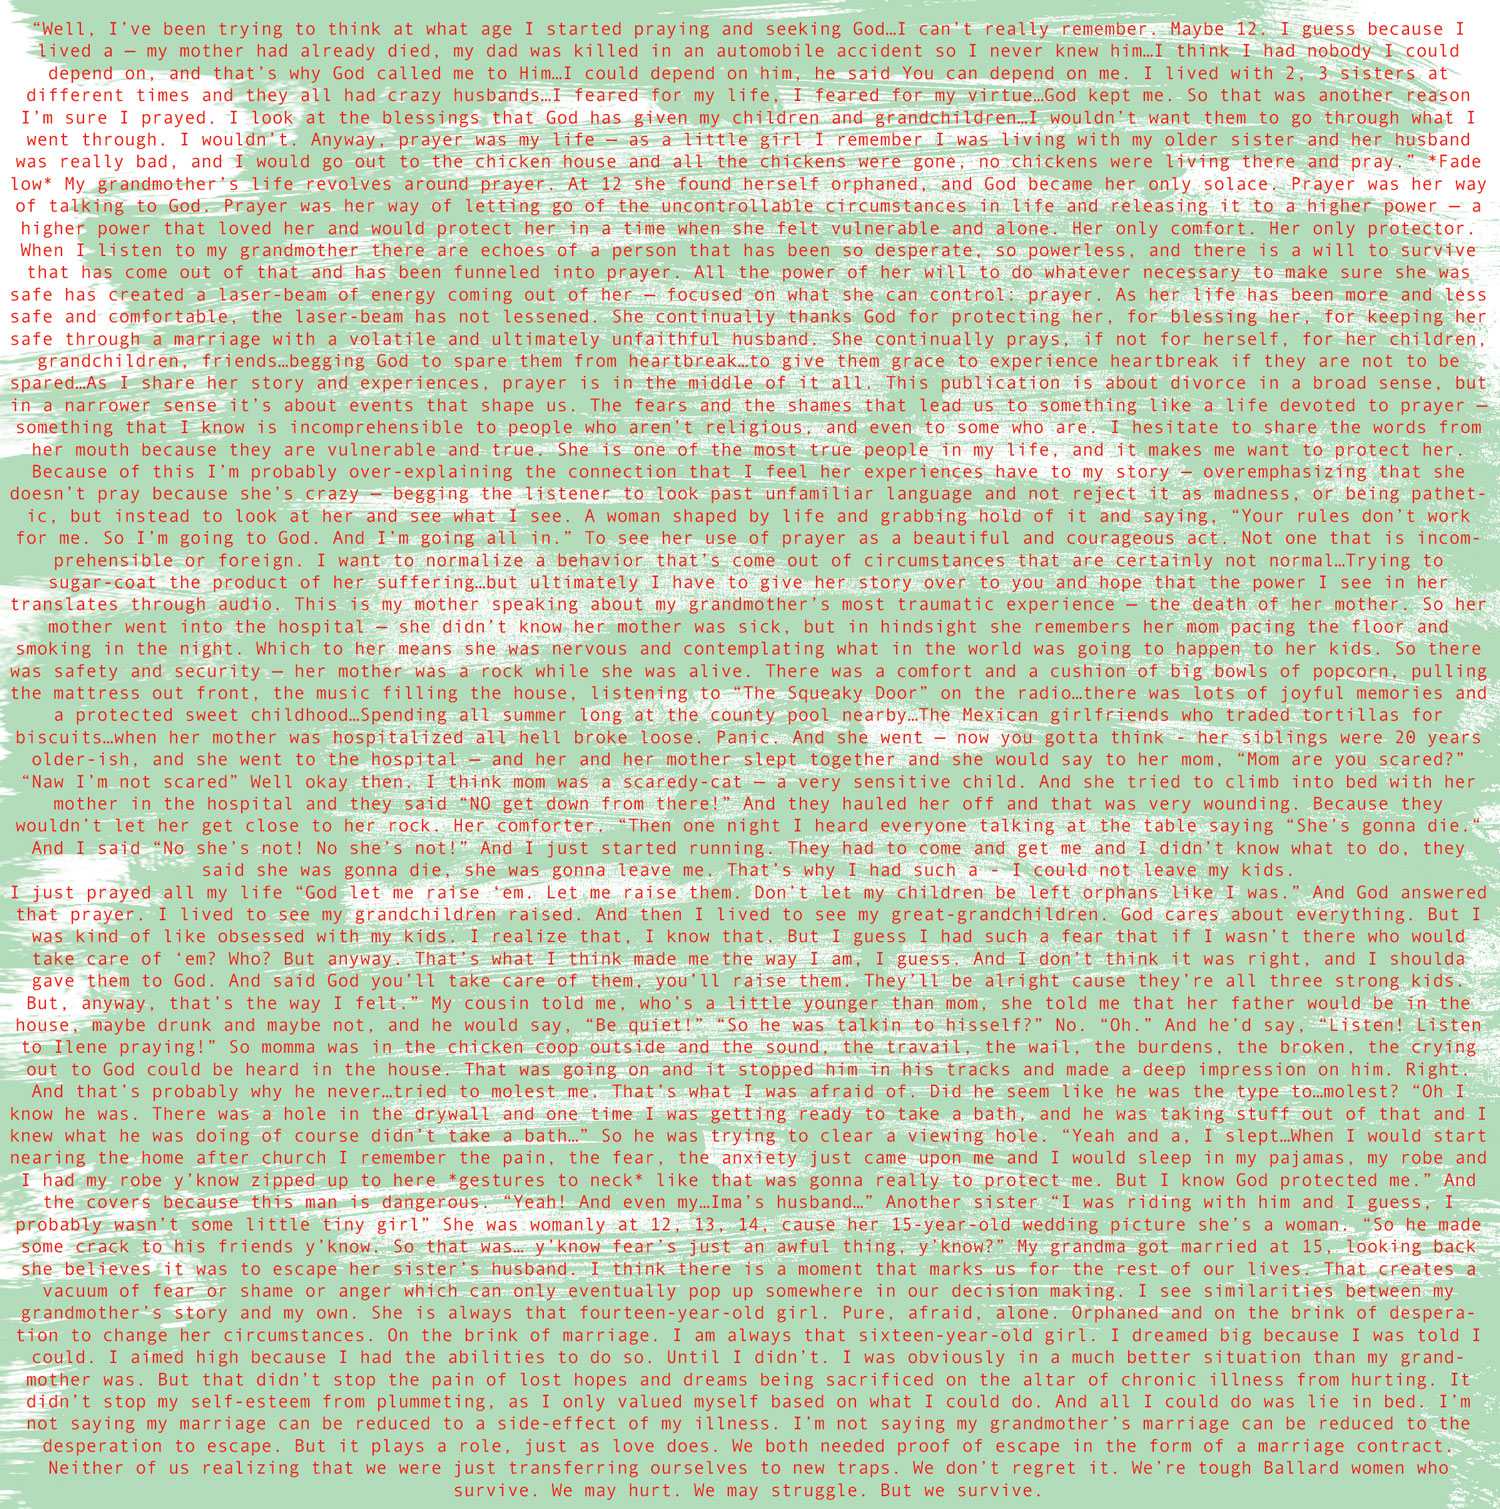 “Well, I’ve been trying to think at what age I started praying and seeking God…I can’t really remember. Maybe 12. I guess because I
lived a — my mother had already died, my dad was killed in an automobile accident so I never knew him…I think I had nobody I could
depend on, and that’s why God called me to Him…I could depend on him, he said You can depend on me. I lived with 2, 3 sisters at
different times and they all had crazy husbands…I feared for my life, I feared for my virtue…God kept me. So that was another reason
I’m sure I prayed. I look at the blessings that God has given my children and grandchildren…I wouldn’t want them to go through what I
went through. I wouldn’t. Anyway, prayer was my life — as a little girl I remember I was living with my older sister and her husband
was really bad, and I would go out to the chicken house and all the chickens were gone, no chickens were living there and pray.” *Fade
low* My grandmother’s life revolves around prayer. At 12 she found herself orphaned, and God became her only solace. Prayer was her way
of talking to God. Prayer was her way of letting go of the uncontrollable circumstances in life and releasing it to a higher power — a
higher power that loved her and would protect her in a time when she felt vulnerable and alone. Her only comfort. Her only protector.
When I listen to my grandmother there are echoes of a person that has been so desperate, so powerless, and there is a will to survive
that has come out of that and has been funneled into prayer. All the power of her will to do whatever necessary to make sure she was
safe has created a laser-beam of energy coming out of her — focused on what she can control: prayer. As her life has been more and less
safe and comfortable, the laser-beam has not lessened. She continually thanks God for protecting her, for blessing her, for keeping her
safe through a marriage with a volatile and ultimately unfaithful husband. She continually prays, if not for herself, for her children,
grandchildren, friends…begging God to spare them from heartbreak…to give them grace to experience heartbreak if they are not to be
spared…As I share her story and experiences, prayer is in the middle of it all. This publication is about divorce in a broad sense, but
in a narrower sense it’s about events that shape us. The fears and the shames that lead us to something like a life devoted to prayer —
something that I know is incomprehensible to people who aren’t religious, and even to some who are. I hesitate to share the words from
her mouth because they are vulnerable and true. She is one of the most true people in my life, and it makes me want to protect her.
Because of this I’m probably over-explaining the connection that I feel her experiences have to my story — overemphasizing that she
doesn’t pray because she’s crazy — begging the listener to look past unfamiliar language and not reject it as madness, or being pathet-
ic, but instead to look at her and see what I see. A woman shaped by life and grabbing hold of it and saying, “Your rules don’t work
for me. So I’m going to God. And I’m going all in.” To see her use of prayer as a beautiful and courageous act. Not one that is incom-
prehensible or foreign. I want to normalize a behavior that’s come out of circumstances that are certainly not normal…Trying to
sugar-coat the product of her suffering…but ultimately I have to give her story over to you and hope that the power I see in her
translates through audio. This is my mother speaking about my grandmother’s most traumatic experience — the death of her mother. So her
mother went into the hospital — she didn’t know her mother was sick, but in hindsight she remembers her mom pacing the floor and
smoking in the night. Which to her means she was nervous and contemplating what in the world was going to happen to her kids. So there
was safety and security — her mother was a rock while she was alive. There was a comfort and a cushion of big bowls of popcorn, pulling
the mattress out front, the music filling the house, listening to “The Squeaky Door” on the radio…there was lots of joyful memories and
a protected sweet childhood…Spending all summer long at the county pool nearby…The Mexican girlfriends who traded tortillas for
biscuits…when her mother was hospitalized all hell broke loose. Panic. And she went — now you gotta think - her siblings were 20 years
older-ish, and she went to the hospital — and her and her mother slept together and she would say to her mom, “Mom are you scared?”
“Naw I’m not scared” Well okay then. I think mom was a scaredy-cat — a very sensitive child. And she tried to climb into bed with her
mother in the hospital and they said “NO get down from there!” And they hauled her off and that was very wounding. Because they
wouldn’t let her get close to her rock. Her comforter. “Then one night I heard everyone talking at the table saying “She’s gonna die.“
And I said “No she’s not! No she’s not!” And I just started running. They had to come and get me and I didn’t know what to do, they
said she was gonna die, she was gonna leave me. That’s why I had such a - I could not leave my kids.
I just prayed all my life “God let me raise ‘em. Let me raise them. Don’t let my children be left orphans like I was.” And God answered
that prayer. I lived to see my grandchildren raised. And then I lived to see my great-grandchildren. God cares about everything. But I
was kind of like obsessed with my kids. I realize that, I know that. But I guess I had such a fear that if I wasn’t there who would
take care of ‘em? Who? But anyway. That’s what I think made me the way I am, I guess. And I don’t think it was right, and I shoulda
gave them to God. And said God you’ll take care of them, you’ll raise them. They’ll be alright cause they’re all three strong kids.
But, anyway, that’s the way I felt.” My cousin told me, who’s a little younger than mom, she told me that her father would be in the
house, maybe drunk and maybe not, and he would say, “Be quiet!” “So he was talkin to hisself?” No. “Oh.” And he’d say, “Listen! Listen
to Ilene praying!” So momma was in the chicken coop outside and the sound, the travail, the wail, the burdens, the broken, the crying
out to God could be heard in the house. That was going on and it stopped him in his tracks and made a deep impression on him. Right.
And that’s probably why he never…tried to molest me. That’s what I was afraid of. Did he seem like he was the type to…molest? “Oh I
know he was. There was a hole in the drywall and one time I was getting ready to take a bath, and he was taking stuff out of that and I
knew what he was doing of course didn’t take a bath…” So he was trying to clear a viewing hole. “Yeah and a, I slept…When I would start
nearing the home after church I remember the pain, the fear, the anxiety just came upon me and I would sleep in my pajamas, my robe and
I had my robe y’know zipped up to here *gestures to neck* like that was gonna really to protect me. But I know God protected me.” And
the covers because this man is dangerous. “Yeah! And even my…Ima’s husband…” Another sister “I was riding with him and I guess, I
probably wasn’t some little tiny girl” She was womanly at 12, 13, 14, cause her 15-year-old wedding picture she’s a woman. “So he made
some crack to his friends y’know. So that was… y’know fear’s just an awful thing, y’know?” My grandma got married at 15, looking back
she believes it was to escape her sister’s husband. I think there is a moment that marks us for the rest of our lives. That creates a
vacuum of fear or shame or anger which can only eventually pop up somewhere in our decision making. I see similarities between my
grandmother’s story and my own. She is always that fourteen-year-old girl. Pure, afraid, alone. Orphaned and on the brink of despera-
tion to change her circumstances. On the brink of marriage. I am always that sixteen-year-old girl. I dreamed big because I was told I
could. I aimed high because I had the abilities to do so. Until I didn’t. I was obviously in a much better situation than my grand-
mother was. But that didn’t stop the pain of lost hopes and dreams being sacrificed on the altar of chronic illness from hurting. It
didn’t stop my self-esteem from plummeting, as I only valued myself based on what I could do. And all I could do was lie in bed. I’m
not saying my marriage can be reduced to a side-effect of my illness. I’m not saying my grandmother’s marriage can be reduced to the
desperation to escape. But it plays a role, just as love does. We both needed proof of escape in the form of a marriage contract.
Neither of us realizing that we were just transferring ourselves to new traps. We don’t regret it. We’re tough Ballard women who
survive. We may hurt. We may struggle. But we survive.